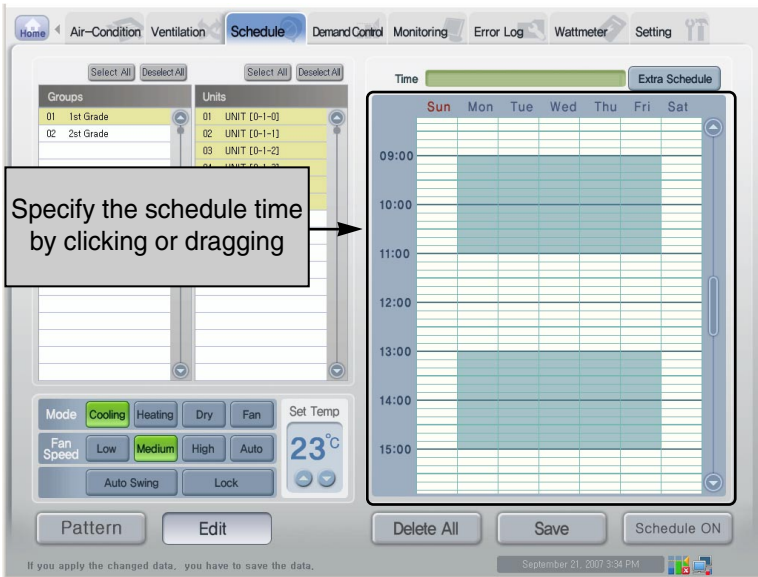 Home Air-Condition Ventilation Schedule Demand Control Monitoring Error Log Wattmeter Setting
Select All Deselect All Select All Deselect All
Groups Units
01 1st Grade 01 UNIT [0-1-0]
02 2st Grade 02 UNIT [0-1-1]
03 UNIT [0-1-2]
Specify the schedule time
by clicking or dragging
Mode Cooling Heating Dry Fan
Fan Speed Low Medium High Auto
Auto Swing Lock
Set Temp
23°C
Pattern Edit
Time Extra Schedule
Sun Mon Tue Wed Thu Fri Sat
09:00
10:00
11:00
12:00
13:00
14:00
15:00
Delete All Save Schedule ON
If you apply the changed data, you have to save the data.
September 21, 2007 3:34 PM